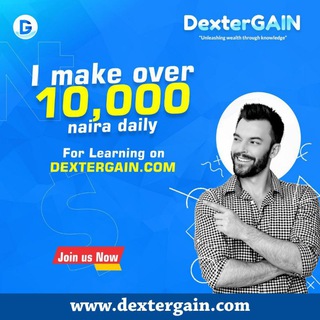 G
DexterGAIN
"Unleashing wealth through knowledge"
I make over
10,000
naira daily
For Learning on
DEXTERGAIN.COM
Join us Now
www.dextergain.com